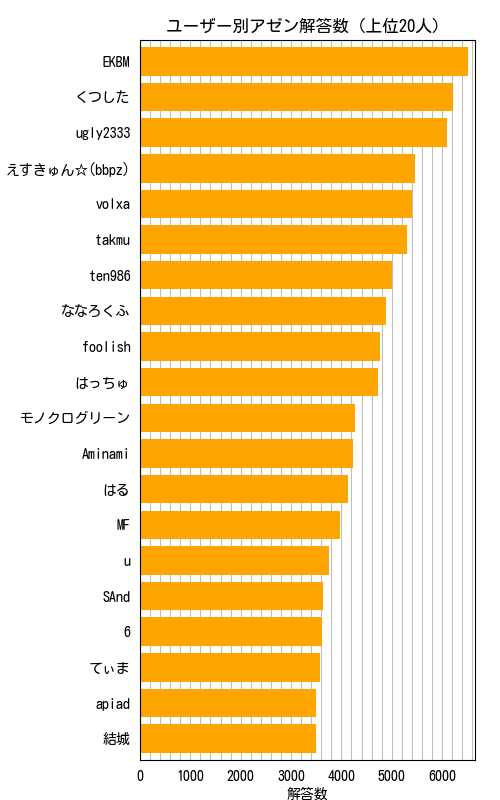 ユーザー別アゼン解答数 (上位20人)
EKBM
くつした
ugly2333
えすきゅん☆(bbpz)
volxa
takmu
ten986
ななろくふ
foolish
はっちゅ
モノクログリーン
Aminami
はる
MF
u
SAnd
6
てぃま
apiad
結城
0 1000 2000 3000 4000 5000 6000
解答数